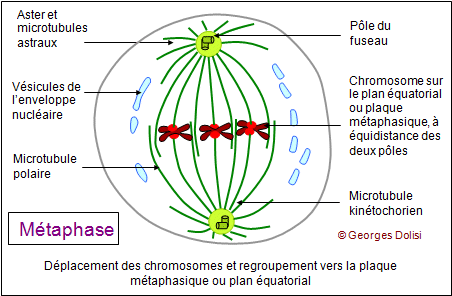 Aster et
microtubules
astraux
Pôle du
fuseau
Vésicules de
l'enveloppe
nucléaire
Chromosome sur
le plan équatorial
ou plaque
métaphasique, à
équidistance des
deux pôles
Microtubule
polaire
Microtubule
kinétochorien
Métaphase
© Georges Dolisi
Déplacement des chromosomes et regroupement vers la plaque
métaphasique ou plan équatorial